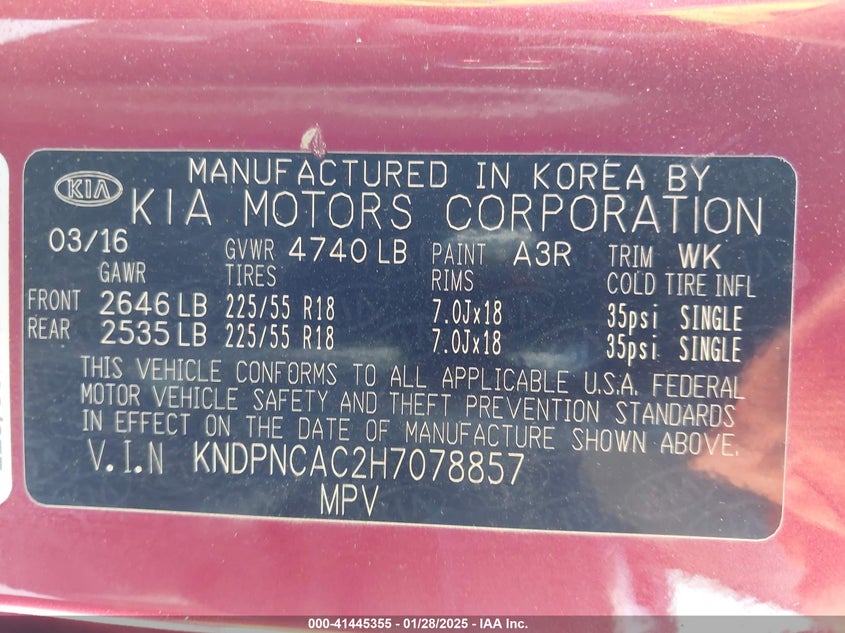 MANUFACTURED IN KOREA BY
KIA KIA MOTORS CORPORATION
03/16 GVWR 4740 LB PAINT A3R TRIM WK
GAWR TIRES RIMS COLD TIRE INFL
FRONT 2646 LB 225/55 R18 7.0Jx18 35psi SINGLE
REAR 2535 LB 225/55 R18 7.0Jx18 35psi SINGLE
THIS VEHICLE CONFORMS TO ALL APPLICABLE U.S.A. FEDERAL
MOTOR VEHICLE SAFETY AND THEFT PREVENTION STANDARDS
IN EFFECT ON THE DATE OF MANUFACTURE SHOWN ABOVE.
V.I.N KNDPNCAC2H7078857
MPV
000-41445355 - 01/28/2025 - IAA Inc.